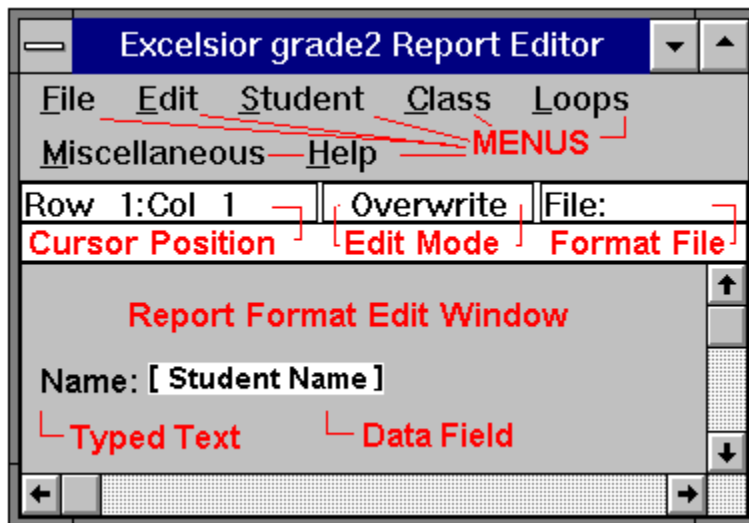 Excelsior grade2 Report Editor
File Edit Student Class Loops
MENUS
Miscellaneous Help
Row 1:Col 1 Overwrite File:
Cursor Position Edit Mode Format File
Report Format Edit Window
Name: [ Student Name ]
Typed Text Data Field